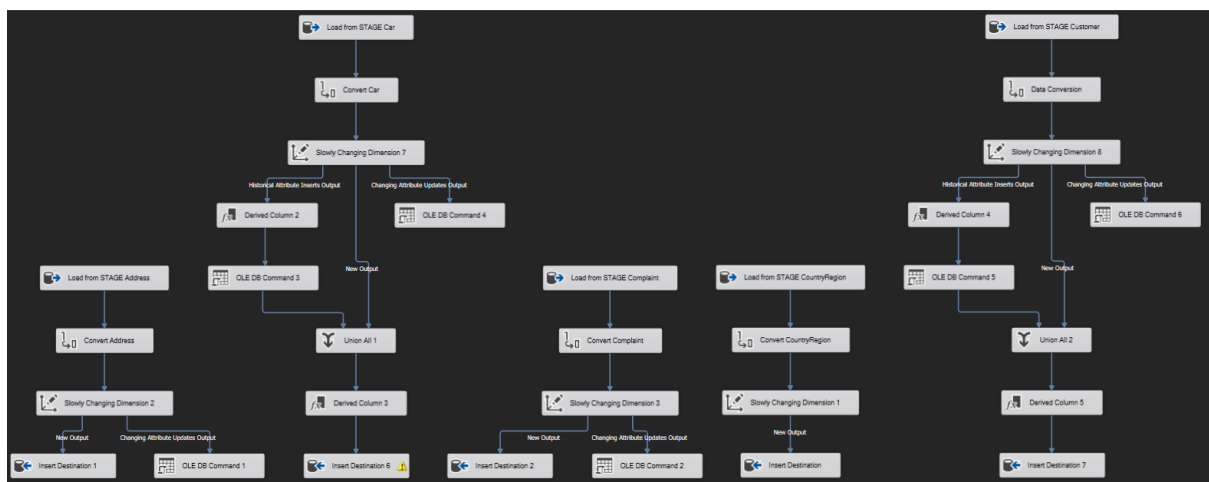 Load from STAGE Car
Load from STAGE Customer
Convert Car
Data Conversion
Slowly Changing Dimension 7
Slowly Changing Dimension 8
Historical Attribute Inserts Output
Changing Attribute Updates Output
Historical Attribute Inserts Output
Changing Attribute Updates Output
Derived Column 2
OLE DB Command 4
Derived Column 4
OLE DB Command 6
New Output
New Output
Load from STAGE Address
OLE DB Command 3
Load from STAGE Complaint
Load from STAGE CountryRegion
OLE DB Command 5
Convert Address
Union All 1
Convert Complaint
Convert CountryRegion
Union All 2
Slowly Changing Dimension 2
Derived Column 3
Slowly Changing Dimension 3
Slowly Changing Dimension 1
Derived Column 5
New Output
Changing Attribute Updates Output
New Output
Changing Attribute Updates Output
New Output
Insert Destination 1
OLE DB Command 1
Insert Destination 6
Insert Destination 2
OLE DB Command 2
Insert Destination
Insert Destination 7